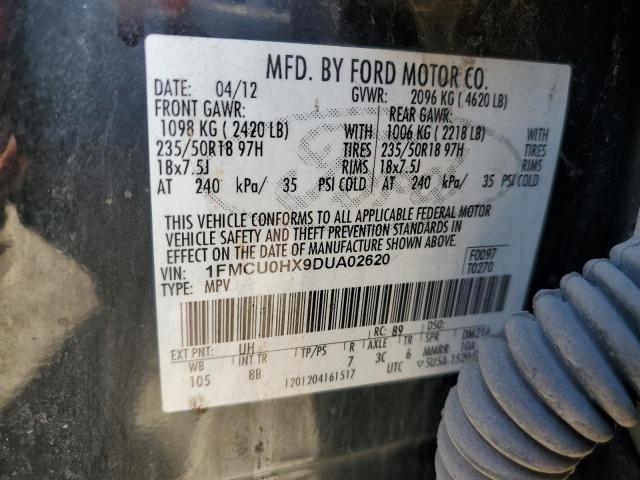 MFD. BY FORD MOTOR CO.
DATE: 04/12 GVWR: 2096 KG (4620 LB)
FRONT GAWR: REAR GAWR:
1098 KG (2420 LB) WITH 1006 KG (2218 LB) WITH
235/50R18 97H TIRES 235/50R18 97H TIRES
18x7.5J RIMS 18x7.5J RIMS
AT 240 kPa/ 35 PSI COLD AT 240 kPa/ 35 PSI COLD
THIS VEHICLE CONFORMS TO ALL APPLICABLE FEDERAL MOTOR
VEHICLE SAFETY AND THEFT PREVENTION STANDARDS IN
EFFECT ON THE DATE OF MANUFACTURE SHOWN ABOVE.
VIN: 1FMCU0HX9DUA02620 F0097
TYPE: MPV T0270
EXT PNT: UH RC: 89 DSO:
WB INT TR TP/PS R AXLE TR SPR DM21A
105 8B 7 3C 6 MMRR 10A
1201204161517 UTC